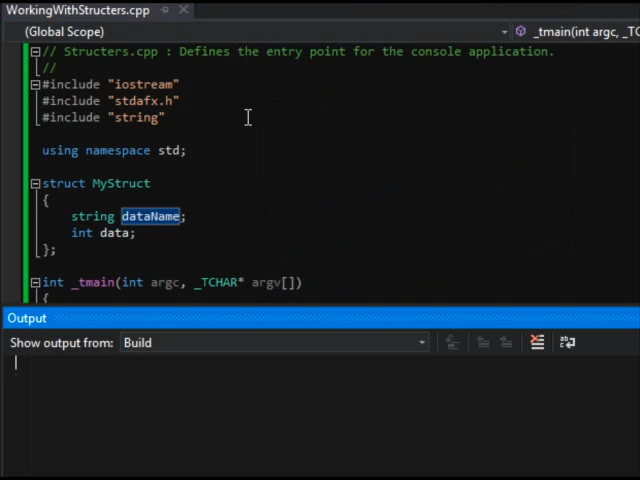 WorkingWithStructers.cpp
(Global Scope)
_tmain(int argc, _TC
// Structers.cpp : Defines the entry point for the console application.
//
#include "iostream"
#include "stdafx.h"
#include "string"
using namespace std;
struct MyStruct
{
string dataName;
int data;
};
int _tmain(int argc, _TCHAR* argv[])
{
Output
Show output from: Build